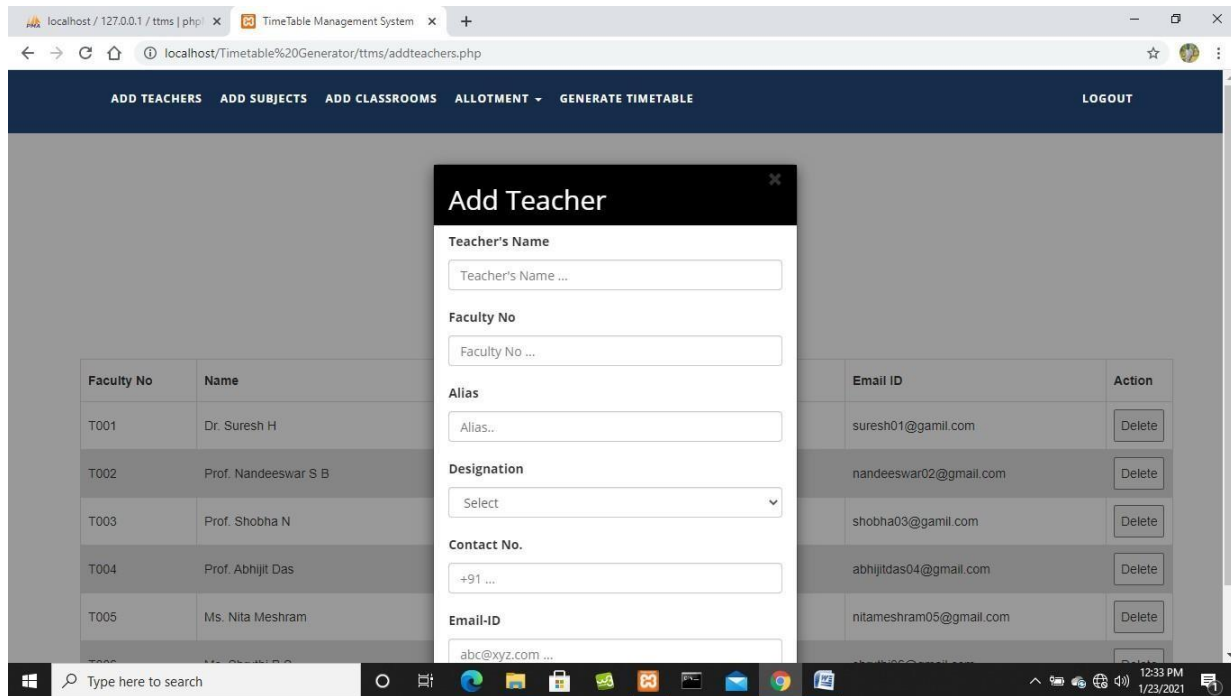 localhost / 127.0.0.1 / ttms | php
TimeTable Management System
localhost/Timetable%20Generator/ttms/addteachers.php
ADD TEACHERS ADD SUBJECTS ADD CLASSROOMS ALLOTMENT GENERATE TIMETABLE LOGOUT
Add Teacher
Teacher's Name
Teacher's Name ...
Faculty No
Faculty No ...
Alias
Alias..
Designation
Select
Contact No.
+91 ...
Email-ID
abc@xyz.com ...
Faculty No Name Email ID Action
T001 Dr. Suresh H suresh01@gamil.com Delete
T002 Prof. Nandeeswar S B nandeeswar02@gmail.com Delete
T003 Prof. Shobha N shobha03@gamil.com Delete
T004 Prof. Abhijit Das abhijitdas04@gmail.com Delete
T005 Ms. Nita Meshram nitameshram05@gmail.com Delete
Type here to search
12:33 PM
1/23/2021